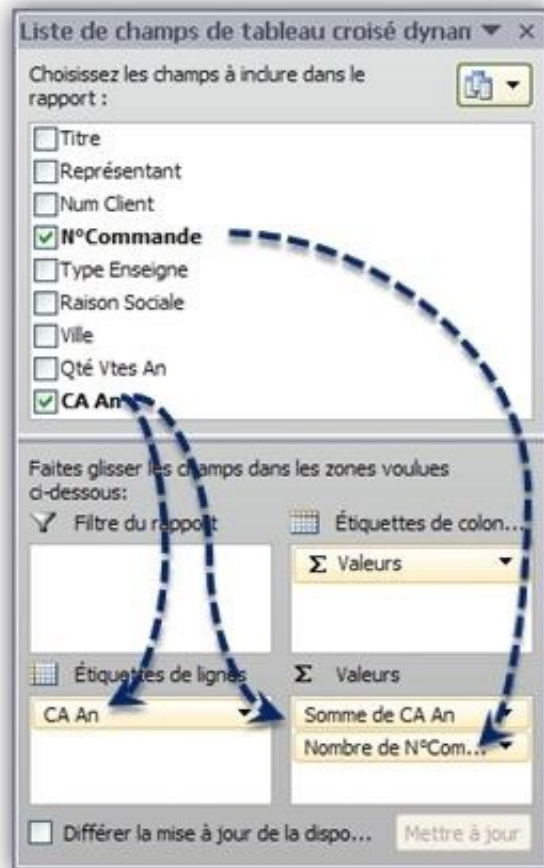 Liste de champs de tableau croisé dynam
Choisissez les champs à inclure dans le
rapport :
Titre
Représentant
Num Client
N°Commande
Type Enseigne
Raison Sociale
Ville
Qté Vtes An
CA An
Faites glisser les champs dans les zones voulues
ci-dessous:
Filtre du rapport
Étiquettes de colon...
Σ Valeurs
Étiquettes de lignes
Σ Valeurs
CA An
Somme de CA An
Nombre de N°Com...
Différer la mise à jour de la dispo...
Mettre à jour